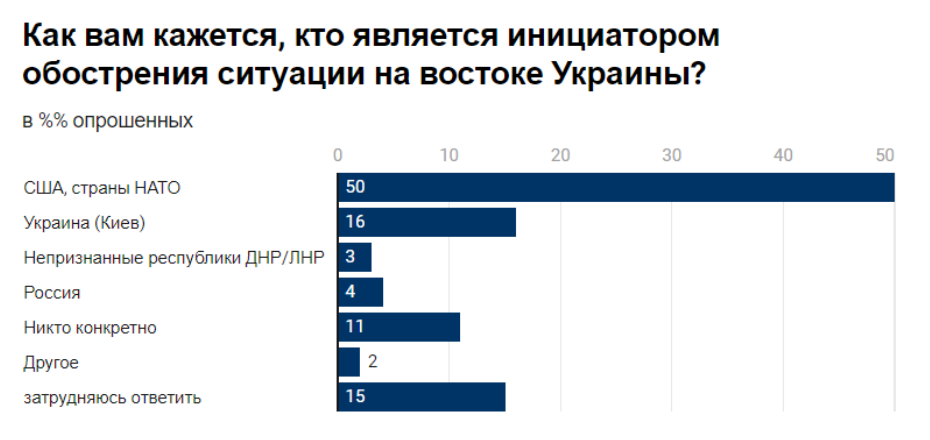 Как вам кажется, кто является инициатором
обострения ситуации на востоке Украины?
в %% опрошенных
0 10 20 30 40 50
США, страны НАТО 50
Украина (Киев) 16
Непризнанные республики ДНР/ЛНР 3
Россия 4
Никто конкретно 11
Другое 2
затрудняюсь ответить 15